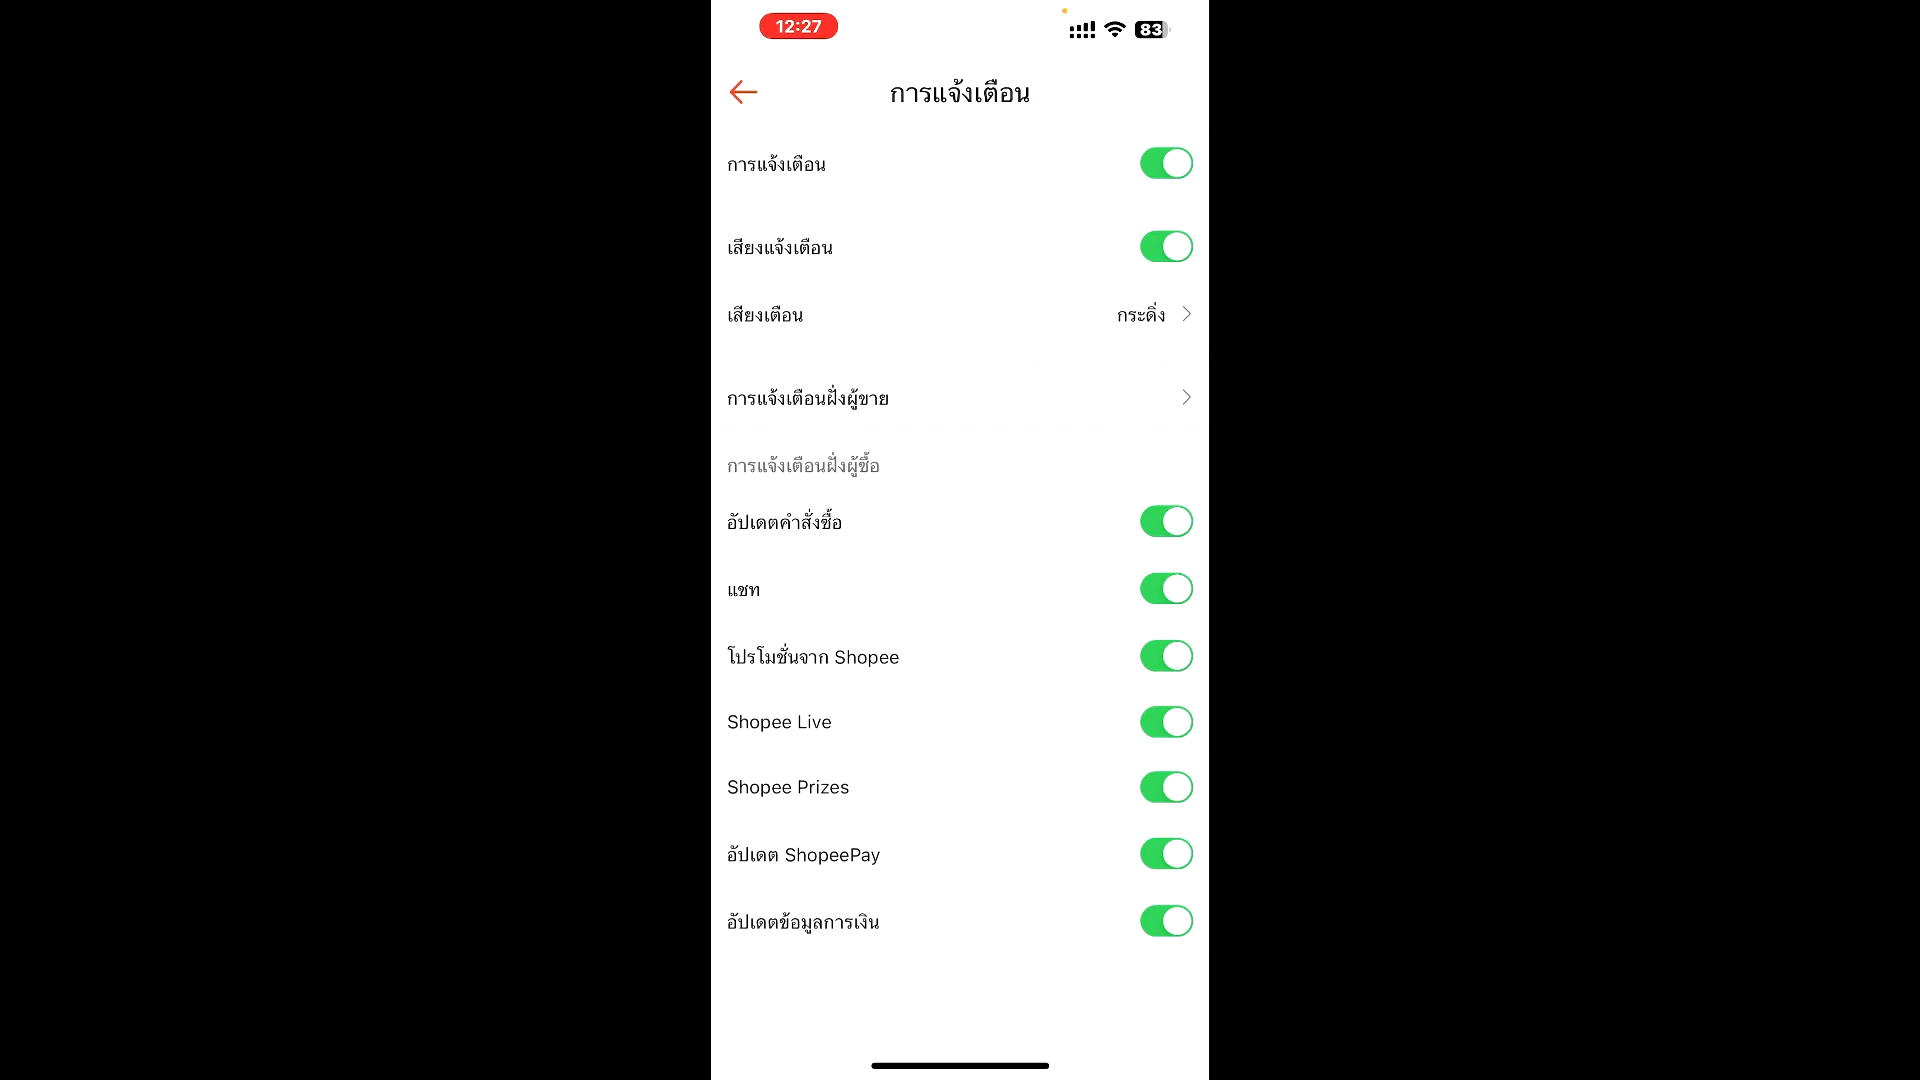 12:27
83
การแจ้งเตือน
การแจ้งเตือน
เสียงแจ้งเตือน
เสียงเตือน กระดิ่ง
การแจ้งเตือนฝั่งผู้ขาย
การแจ้งเตือนฝั่งผู้ซื้อ
อัปเดตคำสั่งซื้อ
แชท
โปรโมชั่นจาก Shopee
Shopee Live
Shopee Prizes
อัปเดต ShopeePay
อัปเดตข้อมูลการเงิน